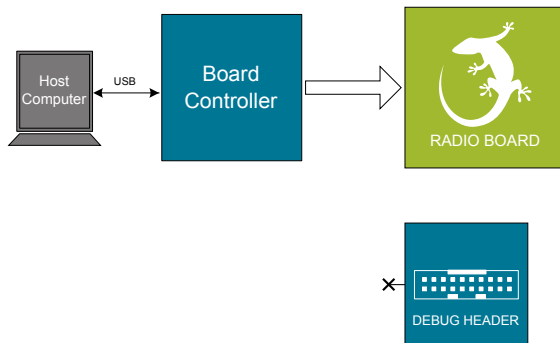 Host
Computer
USB
Board
Controller
RADIO BOARD
DEBUG HEADER